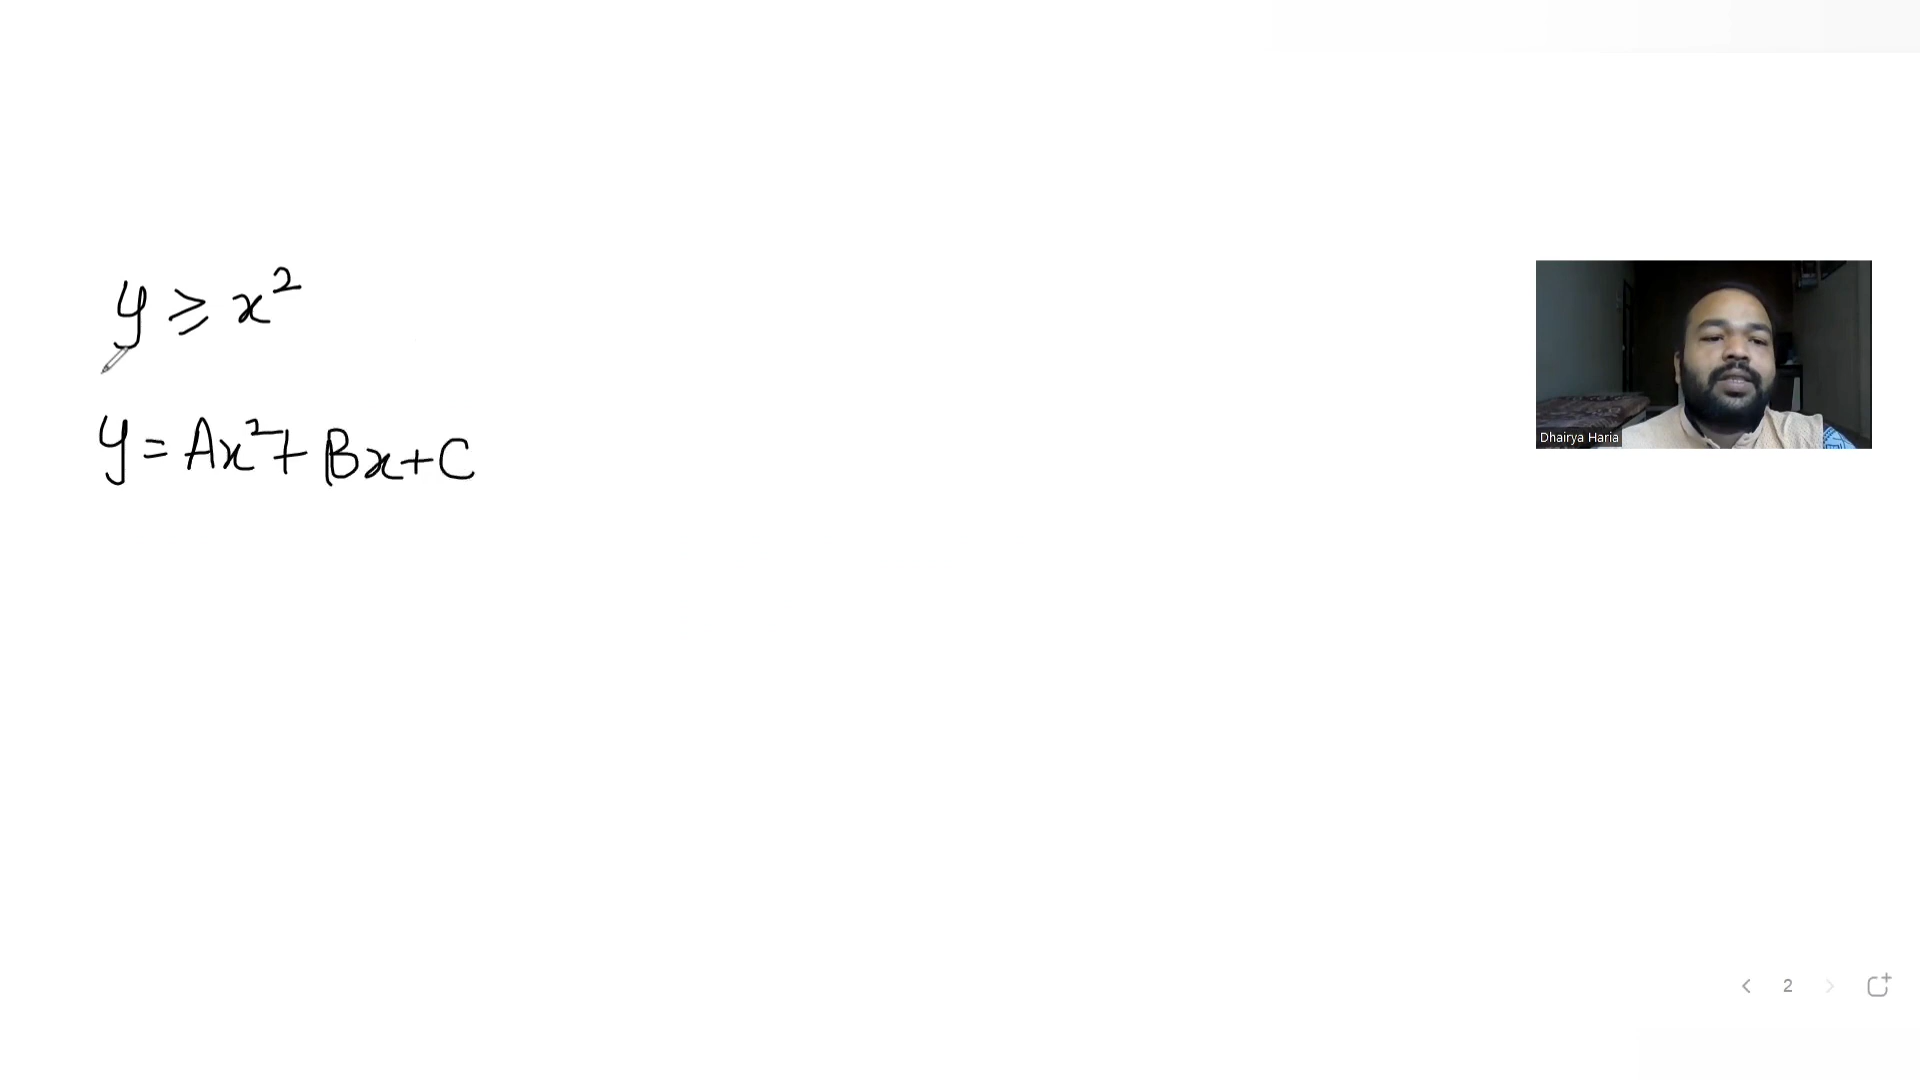 y ⩾ x²
y = Ax² + Bx + C
Dhairya Haria
2